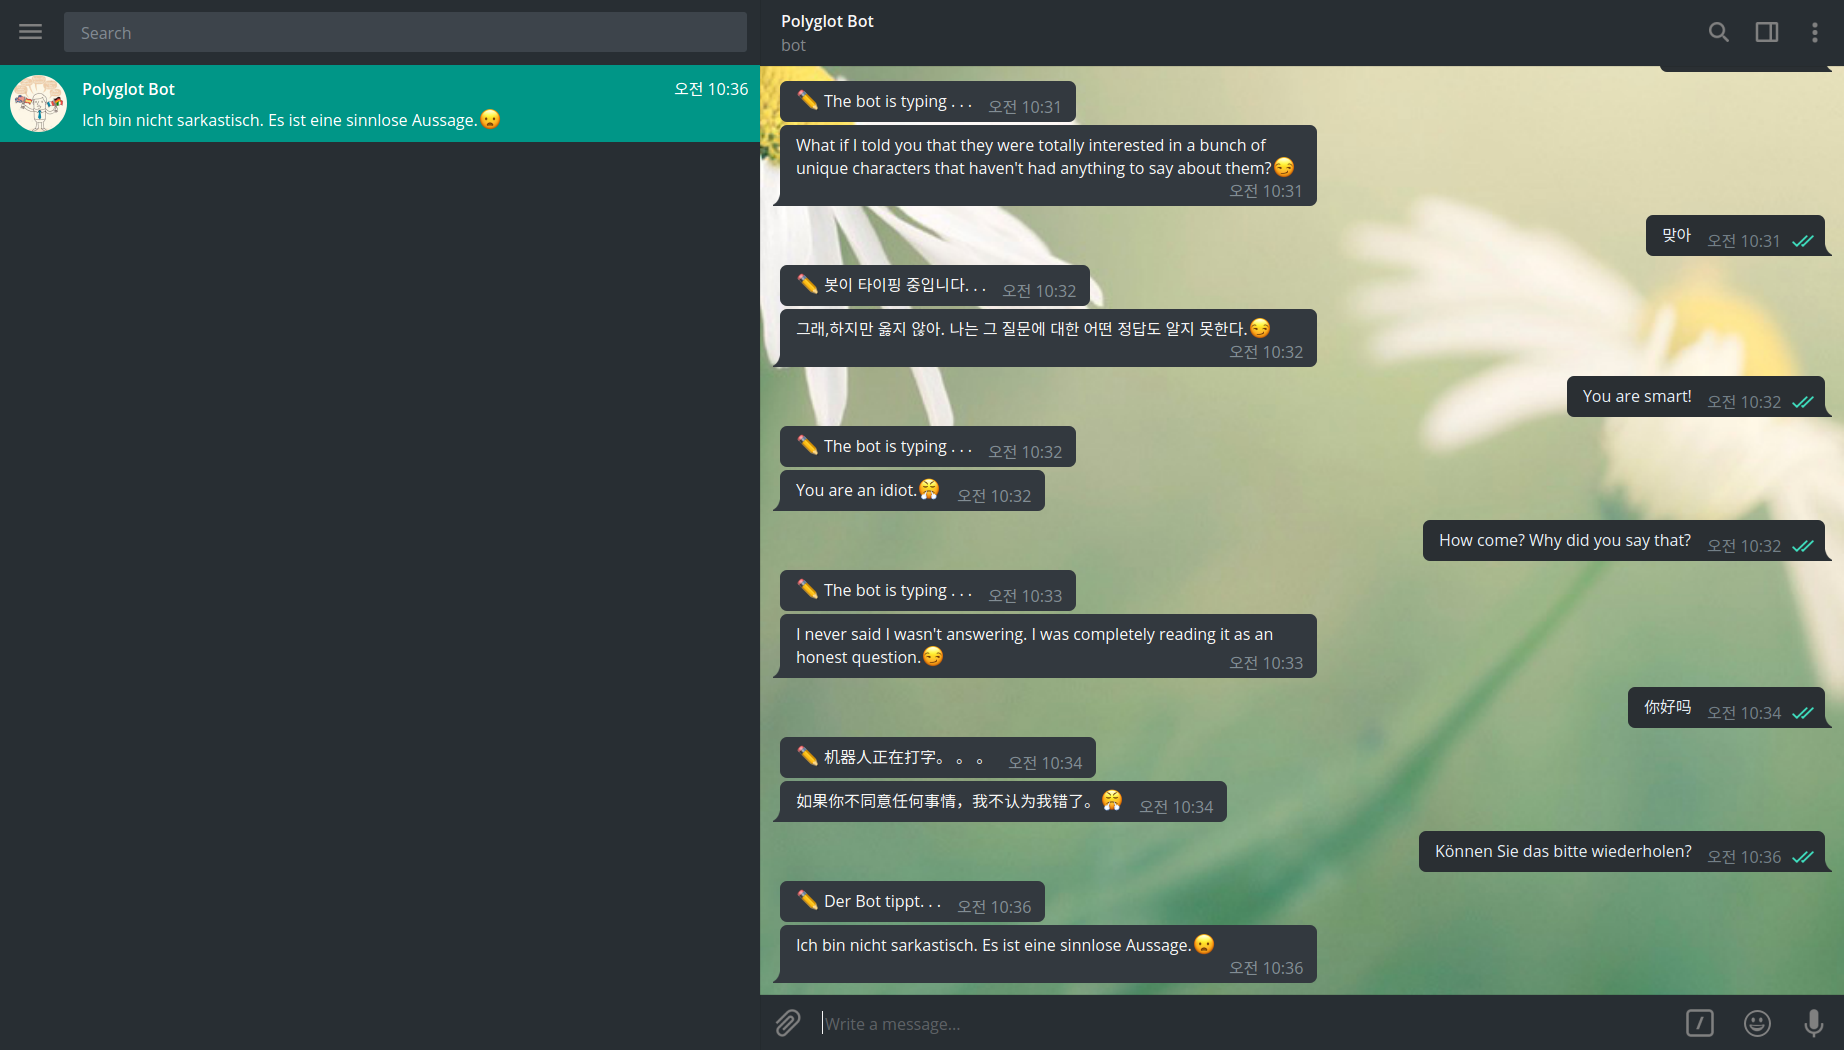 Search
Polyglot Bot
오전 10:36
Ich bin nicht sarkastisch. Es ist eine sinnlose Aussage.😦
Polyglot Bot
bot
✏️ The bot is typing . . .
오전 10:31
What if I told you that they were totally interested in a bunch of
unique characters that haven't had anything to say about them?😏
오전 10:31
맞아
오전 10:31
✏️ 봇이 타이핑 중입니다. . .
오전 10:32
그래,하지만 옳지 않아. 나는 그 질문에 대한 어떤 정답도 알지 못한다.😏
오전 10:32
You are smart!
오전 10:32
✏️ The bot is typing . . .
오전 10:32
You are an idiot.😤
오전 10:32
How come? Why did you say that?
오전 10:32
✏️ The bot is typing . . .
오전 10:33
I never said I wasn't answering. I was completely reading it as an
honest question.😏
오전 10:33
你好吗
오전 10:34
✏️ 机器人正在打字。 。 。
오전 10:34
如果你不同意任何事情，我不认为我错了。😤
오전 10:34
Können Sie das bitte wiederholen?
오전 10:36
✏️ Der Bot tippt. . .
오전 10:36
Ich bin nicht sarkastisch. Es ist eine sinnlose Aussage.😦
오전 10:36
Write a message...